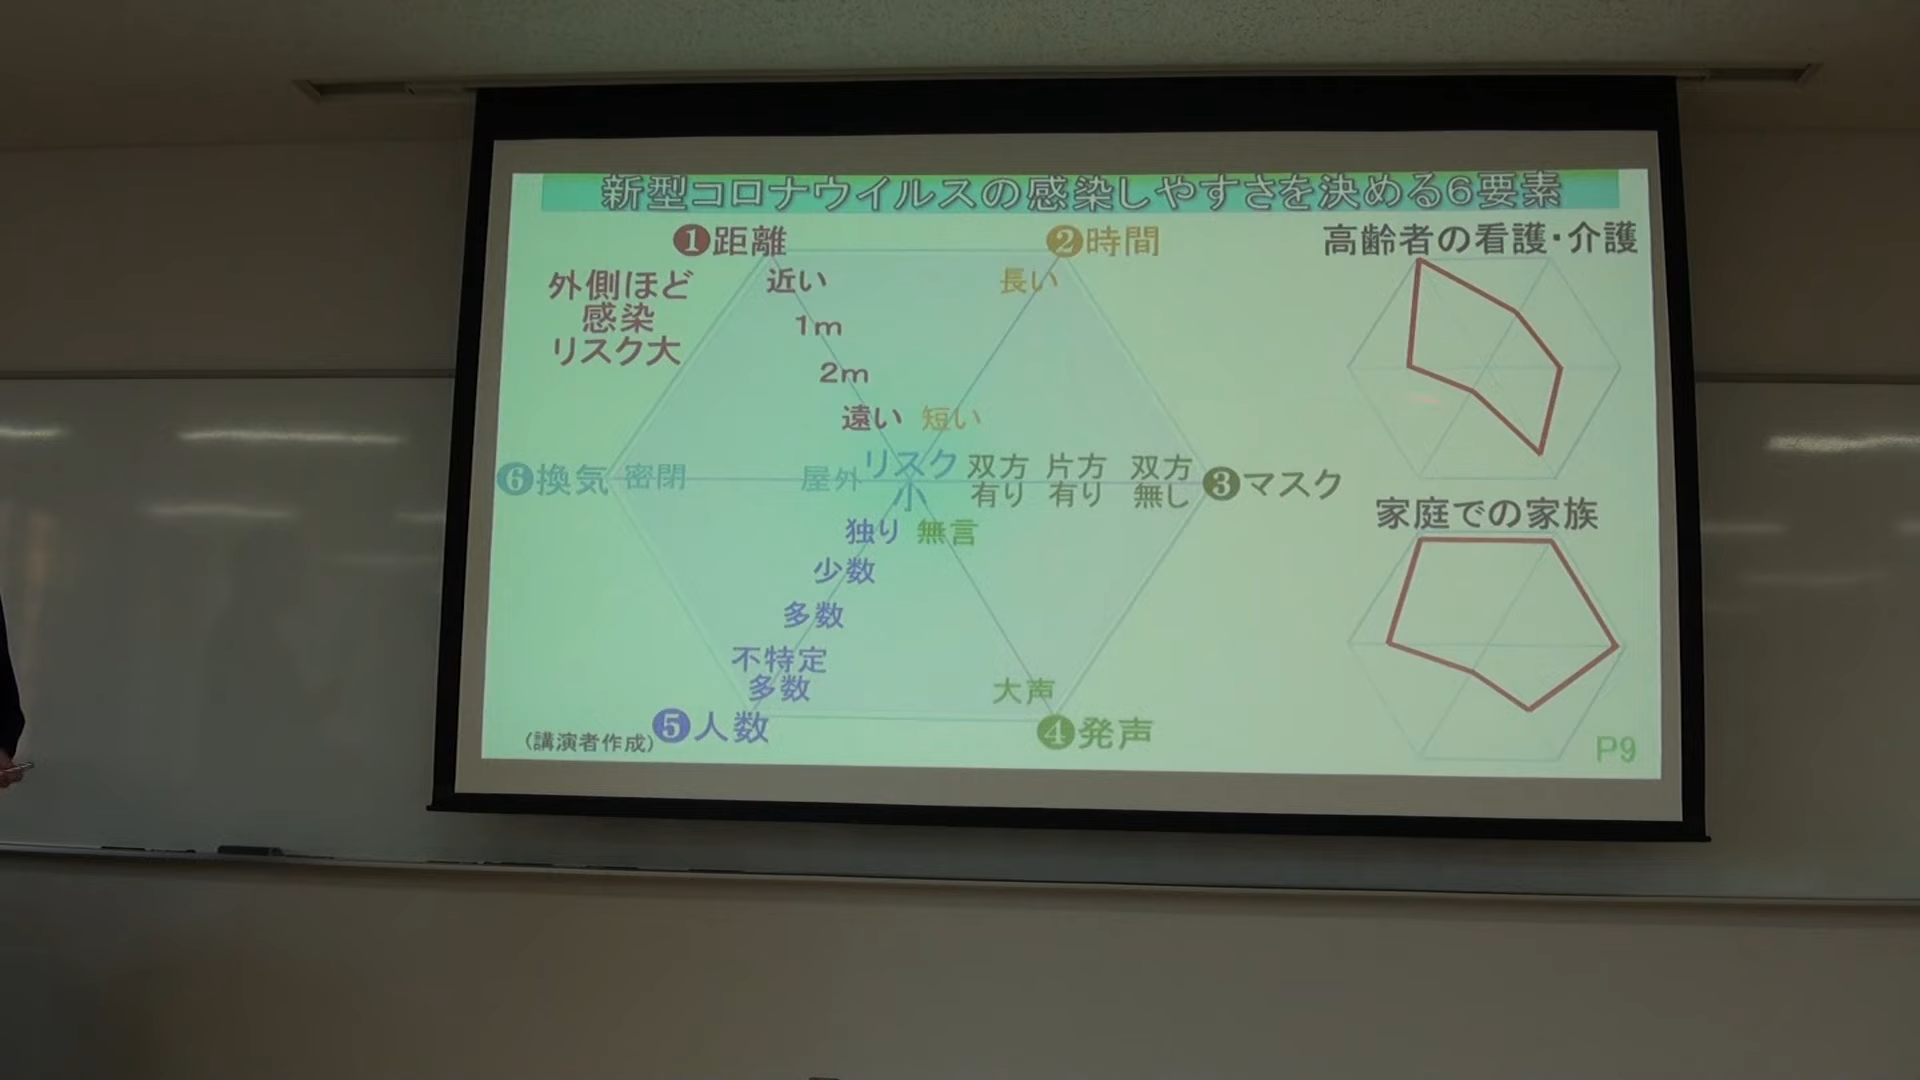 新型コロナウイルスの感染しやすさを決める6要素
❶距離
❷時間
高齢者の看護・介護
外側ほど
感染
リスク大
近い
長い
1m
2m
遠い
短い
❻換気
密閉
屋外
リスク
小
双方
有り
片方
有り
双方
無し
❸マスク
家庭での家族
独り
無言
少数
多数
不特定
多数
大声
❺人数
❹発声
(講演者作成)
P9